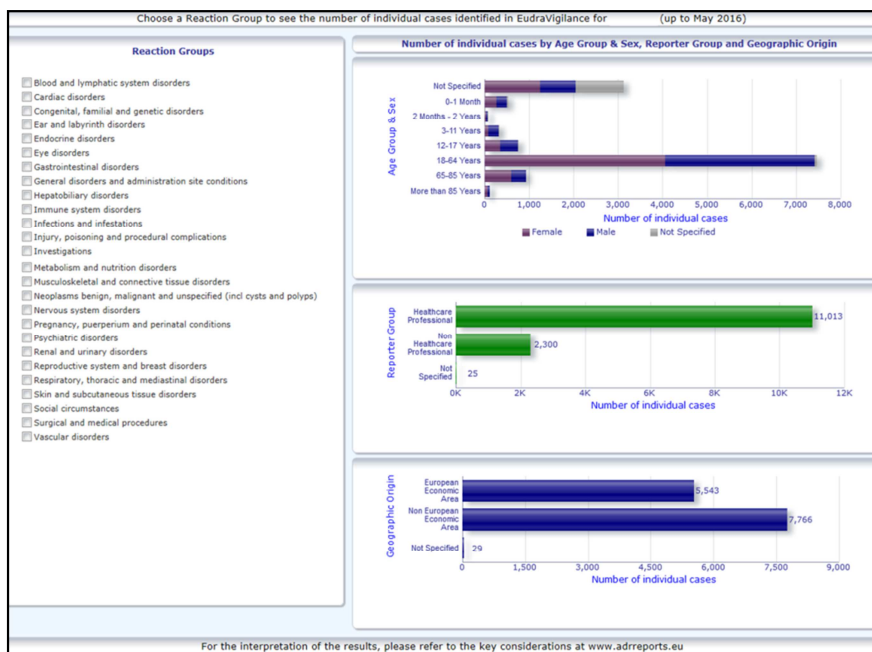 Choose a Reaction Group to see the number of individual cases identified in EudraVigilance for (up to May 2016)
Reaction Groups
Blood and lymphatic system disorders
Cardiac disorders
Congenital, familial and genetic disorders
Ear and labyrinth disorders
Endocrine disorders
Eye disorders
Gastrointestinal disorders
General disorders and administration site conditions
Hepatobiliary disorders
Immune system disorders
Infections and infestations
Injury, poisoning and procedural complications
Investigations
Metabolism and nutrition disorders
Musculoskeletal and connective tissue disorders
Neoplasms benign, malignant and unspecified (incl cysts and polyps)
Nervous system disorders
Pregnancy, puerperium and perinatal conditions
Psychiatric disorders
Renal and urinary disorders
Reproductive system and breast disorders
Respiratory, thoracic and mediastinal disorders
Skin and subcutaneous tissue disorders
Social circumstances
Surgical and medical procedures
Vascular disorders
Number of individual cases by Age Group & Sex, Reporter Group and Geographic Origin
Age Group & Sex
Not Specified
0-1 Month
2 Months - 2 Years
3-11 Years
12-17 Years
18-64 Years
65-85 Years
More than 85 Years
0 1,000 2,000 3,000 4,000 5,000 6,000 7,000 8,000
Number of individual cases
Female Male Not Specified
Reporter Group
Healthcare
Professional
11,013
Non
Healthcare
Professional
2,300
Not
Specified
25
0K 2K 4K 6K 8K 10K 12K
Number of individual cases
Geographic Origin
European
Economic
Area
5,543
Non European
Economic
Area
7,766
Not Specified
29
0 1,500 3,000 4,500 6,000 7,500 9,000
Number of individual cases
For the interpretation of the results, please refer to the key considerations at www.adrreports.eu